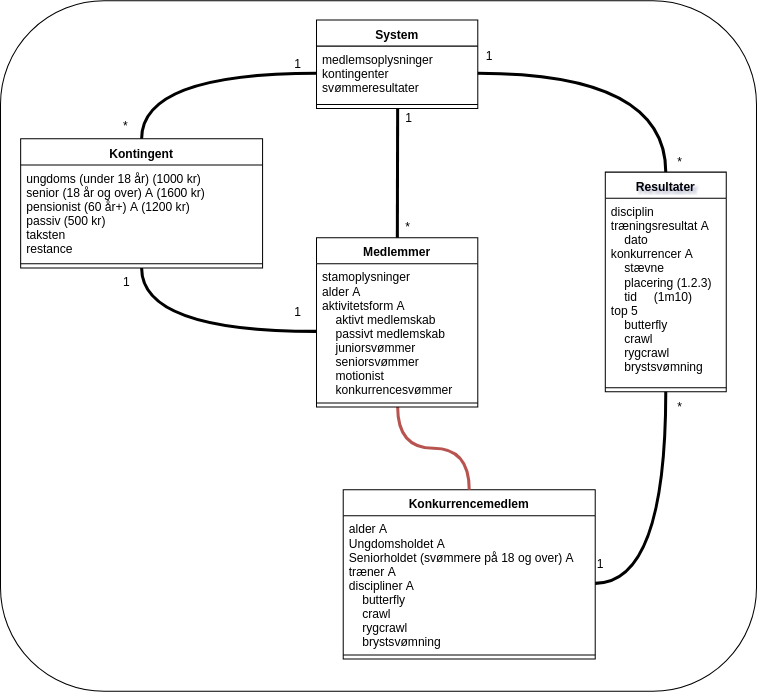 System
medlemsoplysninger
kontingenter
svømmeresultater
1
1
1
*
*
*
Kontingent
ungdoms (under 18 år) (1000 kr)
senior (18 år og over) A (1600 kr)
pensionist (60 år+) A (1200 kr)
passiv (500 kr)
taksten
restance
1
1
Medlemmer
stamoplysninger
alder A
aktivitetsform A
aktivt medlemskab
passivt medlemskab
juniorsvømmer
seniorsvømmer
motionist
konkurrencesvømmer
Resultater
disciplin
træningsresultat A
dato
konkurrencer A
stævne
placering (1.2.3)
tid (1m10)
top 5
butterfly
crawl
rygcrawl
brystsvømning
*
1
Konkurrencemedlem
alder A
Ungdomsholdet A
Seniorholdet (svømmere på 18 og over) A
træner A
discipliner A
butterfly
crawl
rygcrawl
brystsvømning